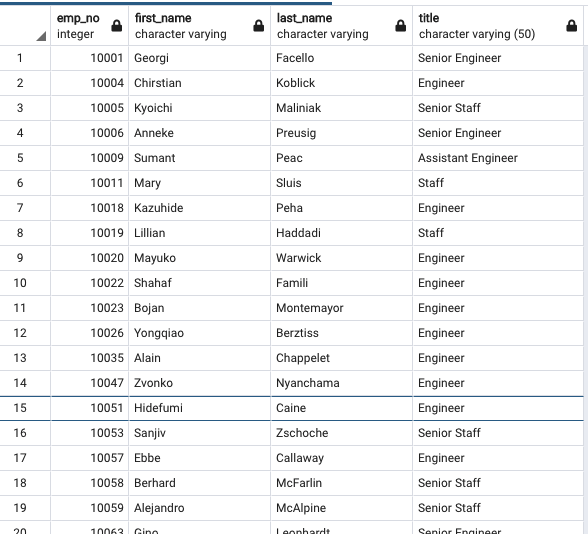 emp_no first_name last_name title
integer character varying character varying character varying (50)
1 10001 Georgi Facello Senior Engineer
2 10004 Chirstian Koblick Engineer
3 10005 Kyoichi Maliniak Senior Staff
4 10006 Anneke Preusig Senior Engineer
5 10009 Sumant Peac Assistant Engineer
6 10011 Mary Sluis Staff
7 10018 Kazuhide Peha Engineer
8 10019 Lillian Haddadi Staff
9 10020 Mayuko Warwick Engineer
10 10022 Shahaf Famili Engineer
11 10023 Bojan Montemayor Engineer
12 10026 Yongqiao Berztiss Engineer
13 10035 Alain Chappelet Engineer
14 10047 Zvonko Nyanchama Engineer
15 10051 Hidefumi Caine Engineer
16 10053 Sanjiv Zschoche Senior Staff
17 10057 Ebbe Callaway Engineer
18 10058 Berhard McFarlin Senior Staff
19 10059 Alejandro McAlpine Senior Staff
20 10063 Gino Leonhardt Senior Engineer